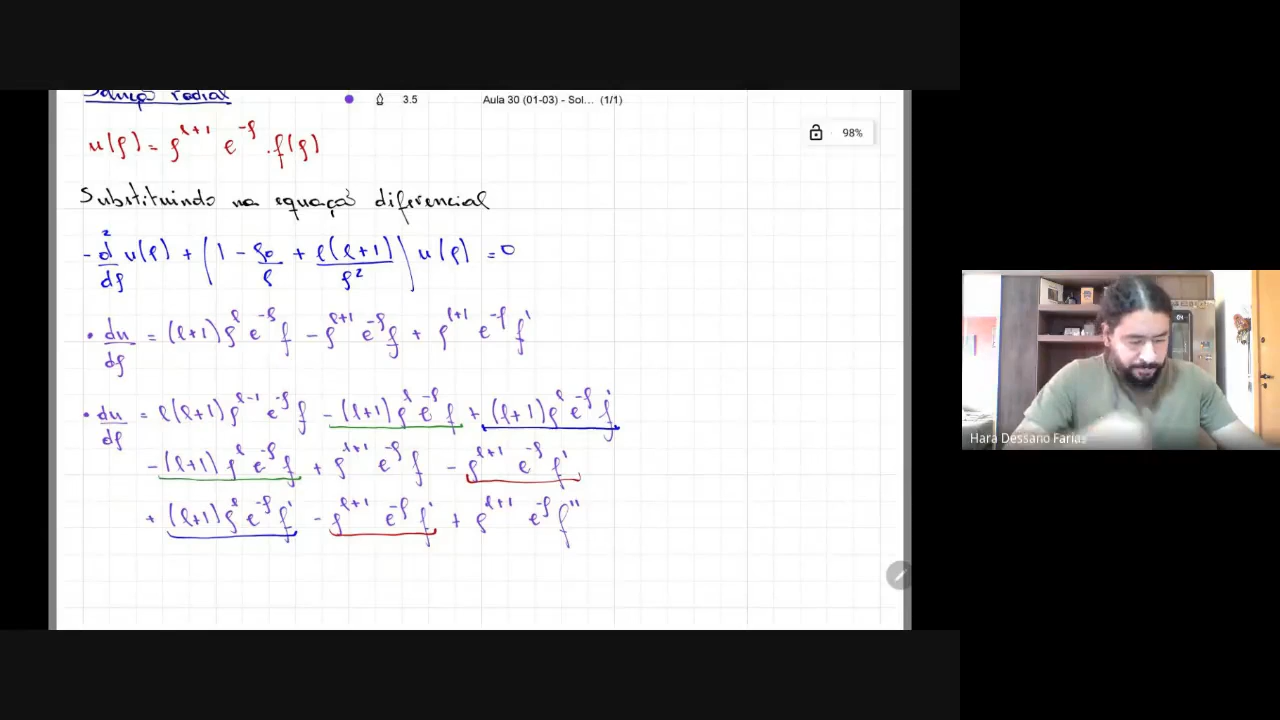 Solução radial
3.5 Aula 30 (01-03) - Sol... (1/1)
98%
u(ρ) = ρ^{ℓ+1} e^{-ρ} . f(ρ)
Substituindo na equação diferencial
- d²/dρ u(ρ) + (1 - ρ₀/ρ + ℓ(ℓ+1)/ρ²) u(ρ) = 0
• du/dρ = (ℓ+1) ρ^ℓ e^{-ρ} f - ρ^{ℓ+1} e^{-ρ} f + ρ^{ℓ+1} e^{-ρ} f'
• du/dρ = ℓ(ℓ+1) ρ^{ℓ-1} e^{-ρ} f - (ℓ+1) ρ^ℓ e^{-ρ} f + (ℓ+1) ρ^ℓ e^{-ρ} f'
- (ℓ+1) ρ^ℓ e^{-ρ} f + ρ^{ℓ+1} e^{-ρ} f - ρ^{ℓ+1} e^{-ρ} f'
+ (ℓ+1) ρ^ℓ e^{-ρ} f' - ρ^{ℓ+1} e^{-ρ} f' + ρ^{ℓ+1} e^{-ρ} f''
Hara Dessano Farias